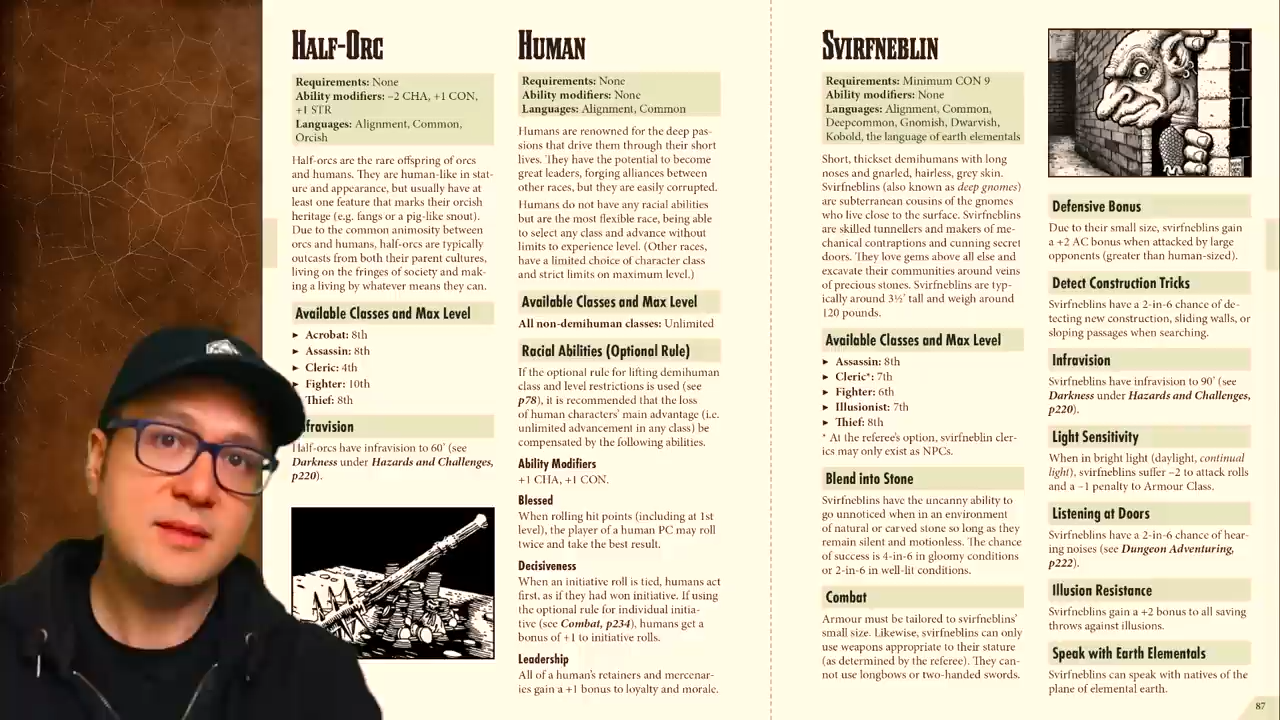 HALF-ORC
Requirements: None
Ability modifiers: –2 CHA, +1 CON,
+1 STR
Languages: Alignment, Common,
Orcish
Half-orcs are the rare offspring of orcs
and humans. They are human-like in stat-
ure and appearance, but usually have at
least one feature that marks their orcish
heritage (e.g. fangs or a pig-like snout).
Due to the common animosity between
orcs and humans, half-orcs are typically
outcasts from both their parent cultures,
living on the fringes of society and mak-
ing a living by whatever means they can.
Available Classes and Max Level
► Acrobat: 8th
► Assassin: 8th
► Cleric: 4th
► Fighter: 10th
Thief: 8th
fravision
Half-orcs have infravision to 60' (see
Darkness under Hazards and Challenges,
p220).
HUMAN
Requirements: None
Ability modifiers: None
Languages: Alignment, Common
Humans are renowned for the deep pas-
sions that drive them through their short
lives. They have the potential to become
great leaders, forging alliances between
other races, but they are easily corrupted.
Humans do not have any racial abilities
but are the most flexible race, being able
to select any class and advance without
limits to experience level. (Other races,
have a limited choice of character class
and strict limits on maximum level.)
Available Classes and Max Level
All non-demihuman classes: Unlimited
Racial Abilities (Optional Rule)
If the optional rule for lifting demihuman
class and level restrictions is used (see
p78), it is recommended that the loss
of human characters' main advantage (i.e.
unlimited advancement in any class) be
compensated by the following abilities.
Ability Modifiers
+1 CHA, +1 CON.
Blessed
When rolling hit points (including at 1st
level), the player of a human PC may roll
twice and take the best result.
Decisiveness
When an initiative roll is tied, humans act
first, as if they had won initiative. If using
the optional rule for individual initia-
tive (see Combat, p234), humans get a
bonus of +1 to initiative rolls.
Leadership
All of a human's retainers and mercenar-
ies gain a +1 bonus to loyalty and morale.
SVIRFNEBLIN
Requirements: Minimum CON 9
Ability modifiers: None
Languages: Alignment, Common,
Deepcommon, Gnomish, Dwarvish,
Kobold, the language of earth elementals
Short, thickset demihumans with long
noses and gnarled, hairless, grey skin.
Svirfneblins (also known as deep gnomes)
are subterranean cousins of the gnomes
who live close to the surface. Svirfneblins
are skilled tunnellers and makers of me-
chanical contraptions and cunning secret
doors. They love gems above all else and
excavate their communities around veins
of precious stones. Svirfneblins are typ-
ically around 3½' tall and weigh around
120 pounds.
Available Classes and Max Level
► Assassin: 8th
► Cleric*: 7th
► Fighter: 6th
► Illusionist: 7th
► Thief: 8th
* At the referee's option, svirfneblin cler-
ics may only exist as NPCs.
Blend into Stone
Svirfneblins have the uncanny ability to
go unnoticed when in an environment
of natural or carved stone so long as they
remain silent and motionless. The chance
of success is 4-in-6 in gloomy conditions
or 2-in-6 in well-lit conditions.
Combat
Armour must be tailored to svirfneblins'
small size. Likewise, svirfneblins can only
use weapons appropriate to their stature
(as determined by the referee). They can-
not use longbows or two-handed swords.
Defensive Bonus
Due to their small size, svirfneblins gain
a +2 AC bonus when attacked by large
opponents (greater than human-sized).
Detect Construction Tricks
Svirfneblins have a 2-in-6 chance of de-
tecting new construction, sliding walls, or
sloping passages when searching.
Infravision
Svirfneblins have infravision to 90' (see
Darkness under Hazards and Challenges,
p220).
Light Sensitivity
When in bright light (daylight, continual
light), svirfneblins suffer –2 to attack rolls
and a –1 penalty to Armour Class.
Listening at Doors
Svirfneblins have a 2-in-6 chance of hear-
ing noises (see Dungeon Adventuring,
p222).
Illusion Resistance
Svirfneblins gain a +2 bonus to all saving
throws against illusions.
Speak with Earth Elementals
Svirfneblins can speak with natives of the
plane of elemental earth.
87